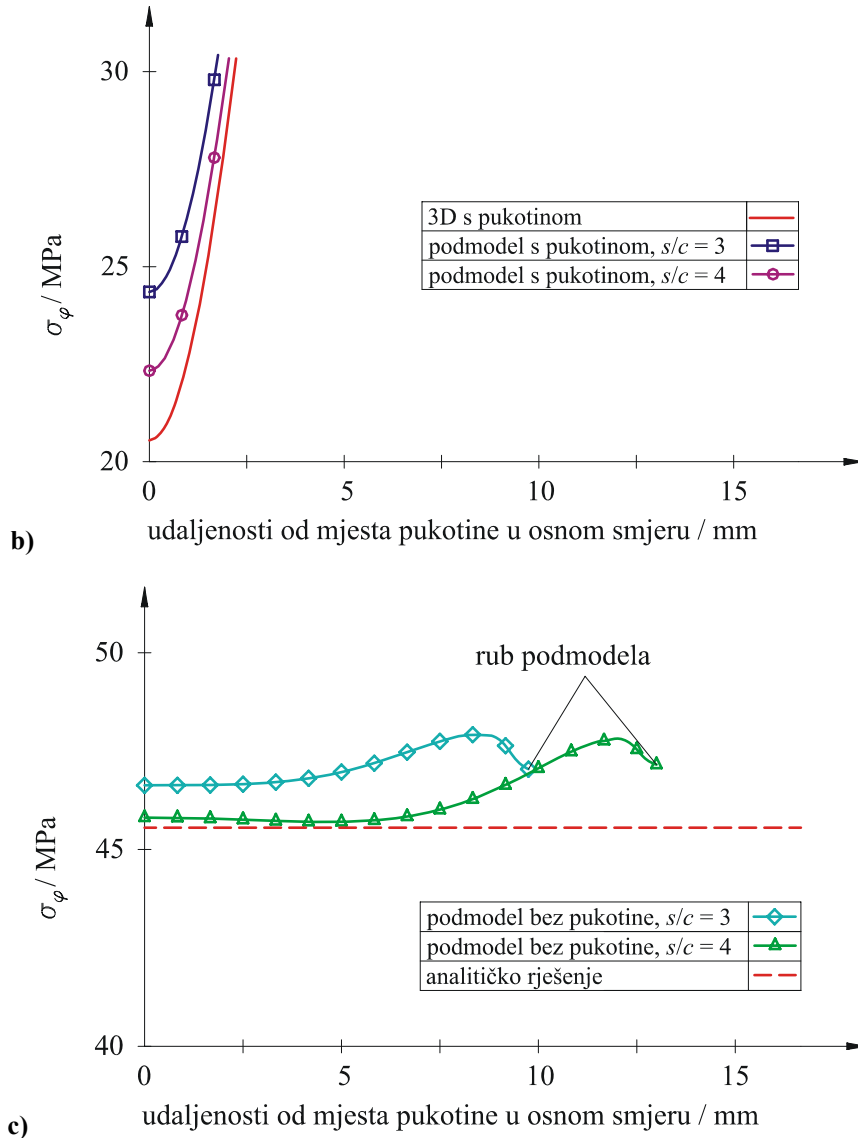 30
25
20
σφ / MPa
3D s pukotinom
podmodel s pukotinom, s/c = 3
podmodel s pukotinom, s/c = 4
0 5 10 15
udaljenosti od mjesta pukotine u osnom smjeru / mm
b)
50
45
40
σφ / MPa
rub podmodela
podmodel bez pukotine, s/c = 3
podmodel bez pukotine, s/c = 4
analitičko rješenje
0 5 10 15
udaljenosti od mjesta pukotine u osnom smjeru / mm
c)